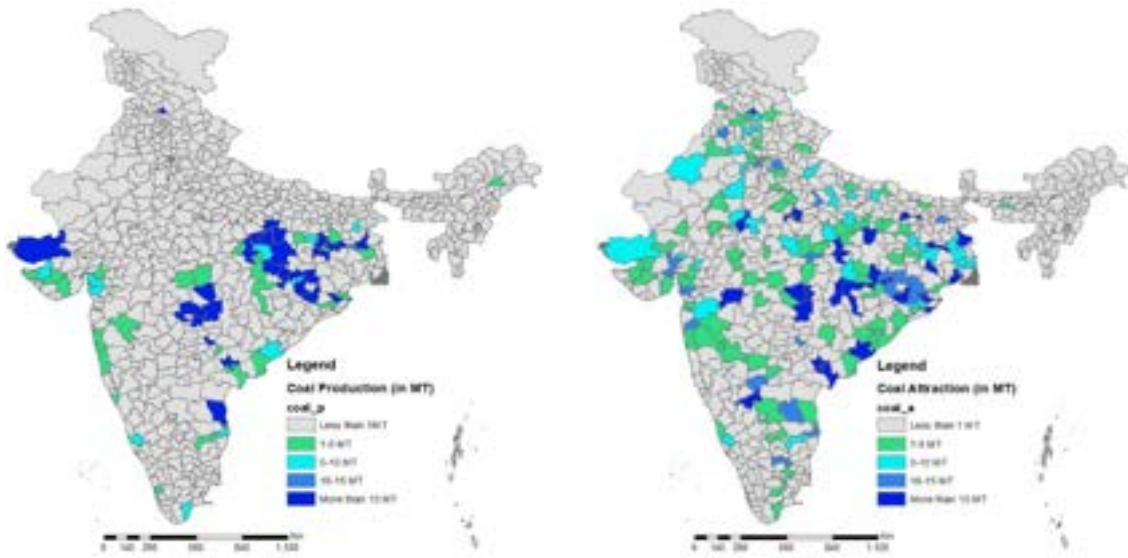 Legend
Coal Production (in MT)
coal_p
Less than 1MT
1-5 MT
5-10 MT
10-15 MT
More than 15 MT
Legend
Coal Attraction (in MT)
coal_a
Less than 1 MT
1-5 MT
5-10 MT
10-15 MT
More than 15 MT